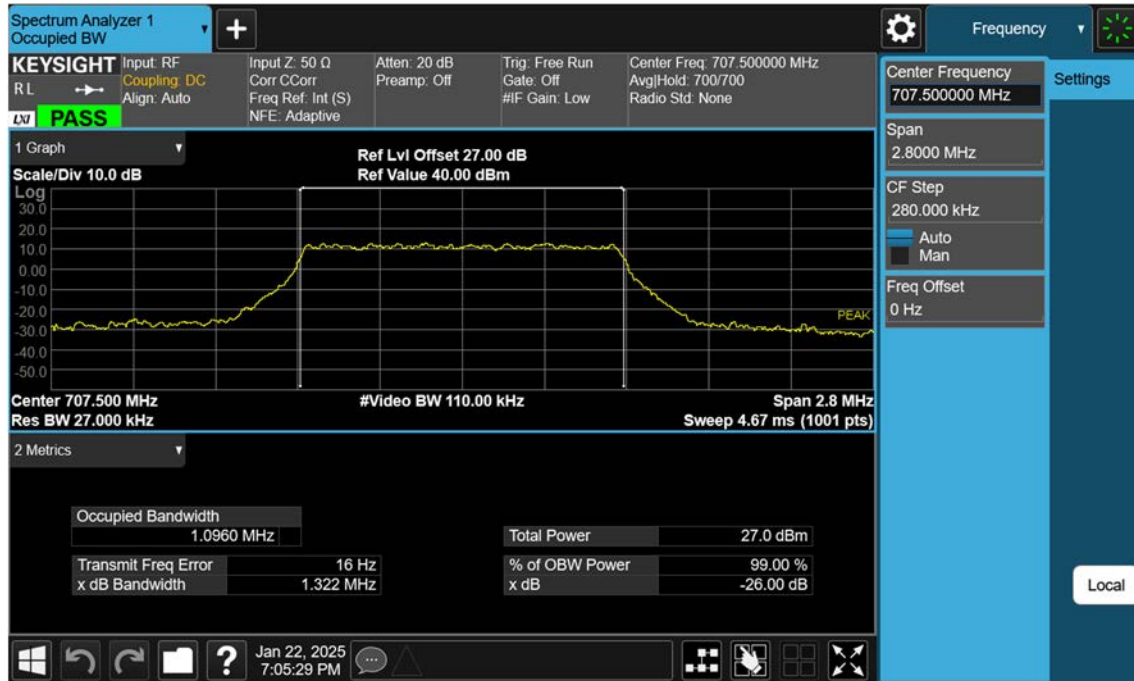 Spectrum Analyzer 1
Occupied BW
+
Frequency
KEYSIGHT
RL
LXI PASS
Input: RF
Coupling: DC
Align: Auto
Input Z: 50 Ω
Corr CCorr
Freq Ref: Int (S)
NFE: Adaptive
Atten: 20 dB
Preamp: Off
Trig: Free Run
Gate: Off
#IF Gain: Low
Center Freq: 707.500000 MHz
Avg|Hold: 700/700
Radio Std: None
Center Frequency
707.500000 MHz
Settings
Span
2.8000 MHz
CF Step
280.000 kHz
Auto
Man
Freq Offset
0 Hz
1 Graph
Scale/Div 10.0 dB
Ref Lvl Offset 27.00 dB
Ref Value 40.00 dBm
Log
30.0
20.0
10.0
0.00
-10.0
-20.0
-30.0
-40.0
-50.0
PEAK
Center 707.500 MHz
Res BW 27.000 kHz
#Video BW 110.00 kHz
Span 2.8 MHz
Sweep 4.67 ms (1001 pts)
2 Metrics
Occupied Bandwidth
1.0960 MHz
Total Power 27.0 dBm
Transmit Freq Error 16 Hz
% of OBW Power 99.00 %
x dB Bandwidth 1.322 MHz
x dB -26.00 dB
Local
?
Jan 22, 2025
7:05:29 PM